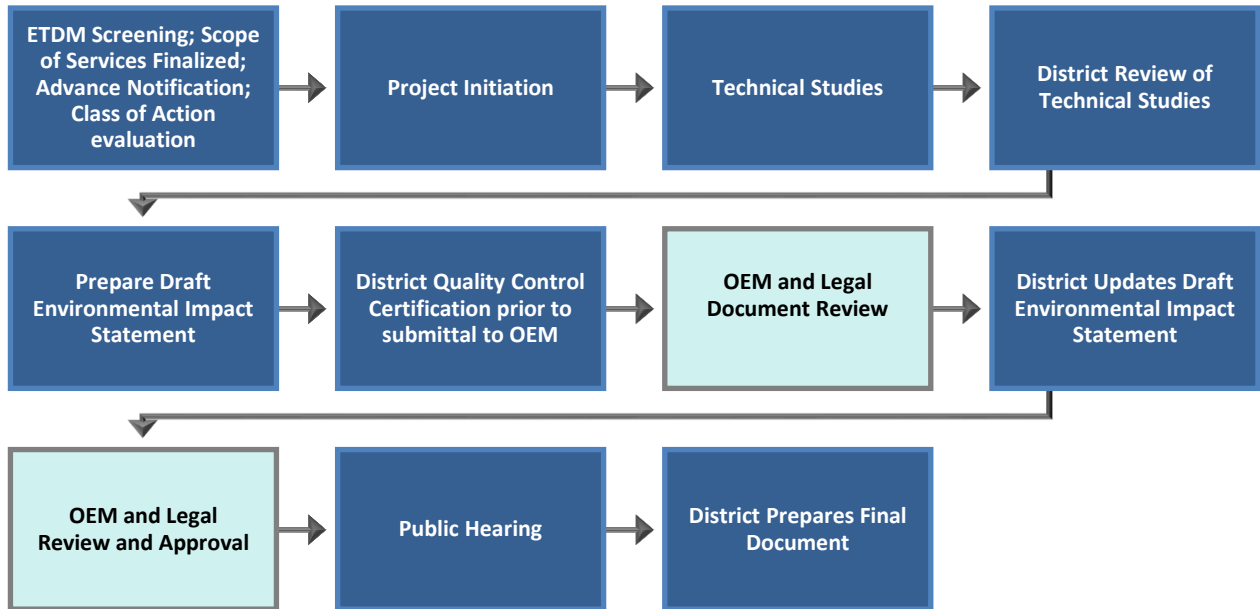 ETDM Screening; Scope
of Services Finalized;
Advance Notification;
Class of Action
evaluation
Project Initiation
Technical Studies
District Review of
Technical Studies
Prepare Draft
Environmental Impact
Statement
District Quality Control
Certification prior to
submittal to OEM
OEM and Legal
Document Review
District Updates Draft
Environmental Impact
Statement
OEM and Legal
Review and Approval
Public Hearing
District Prepares Final
Document